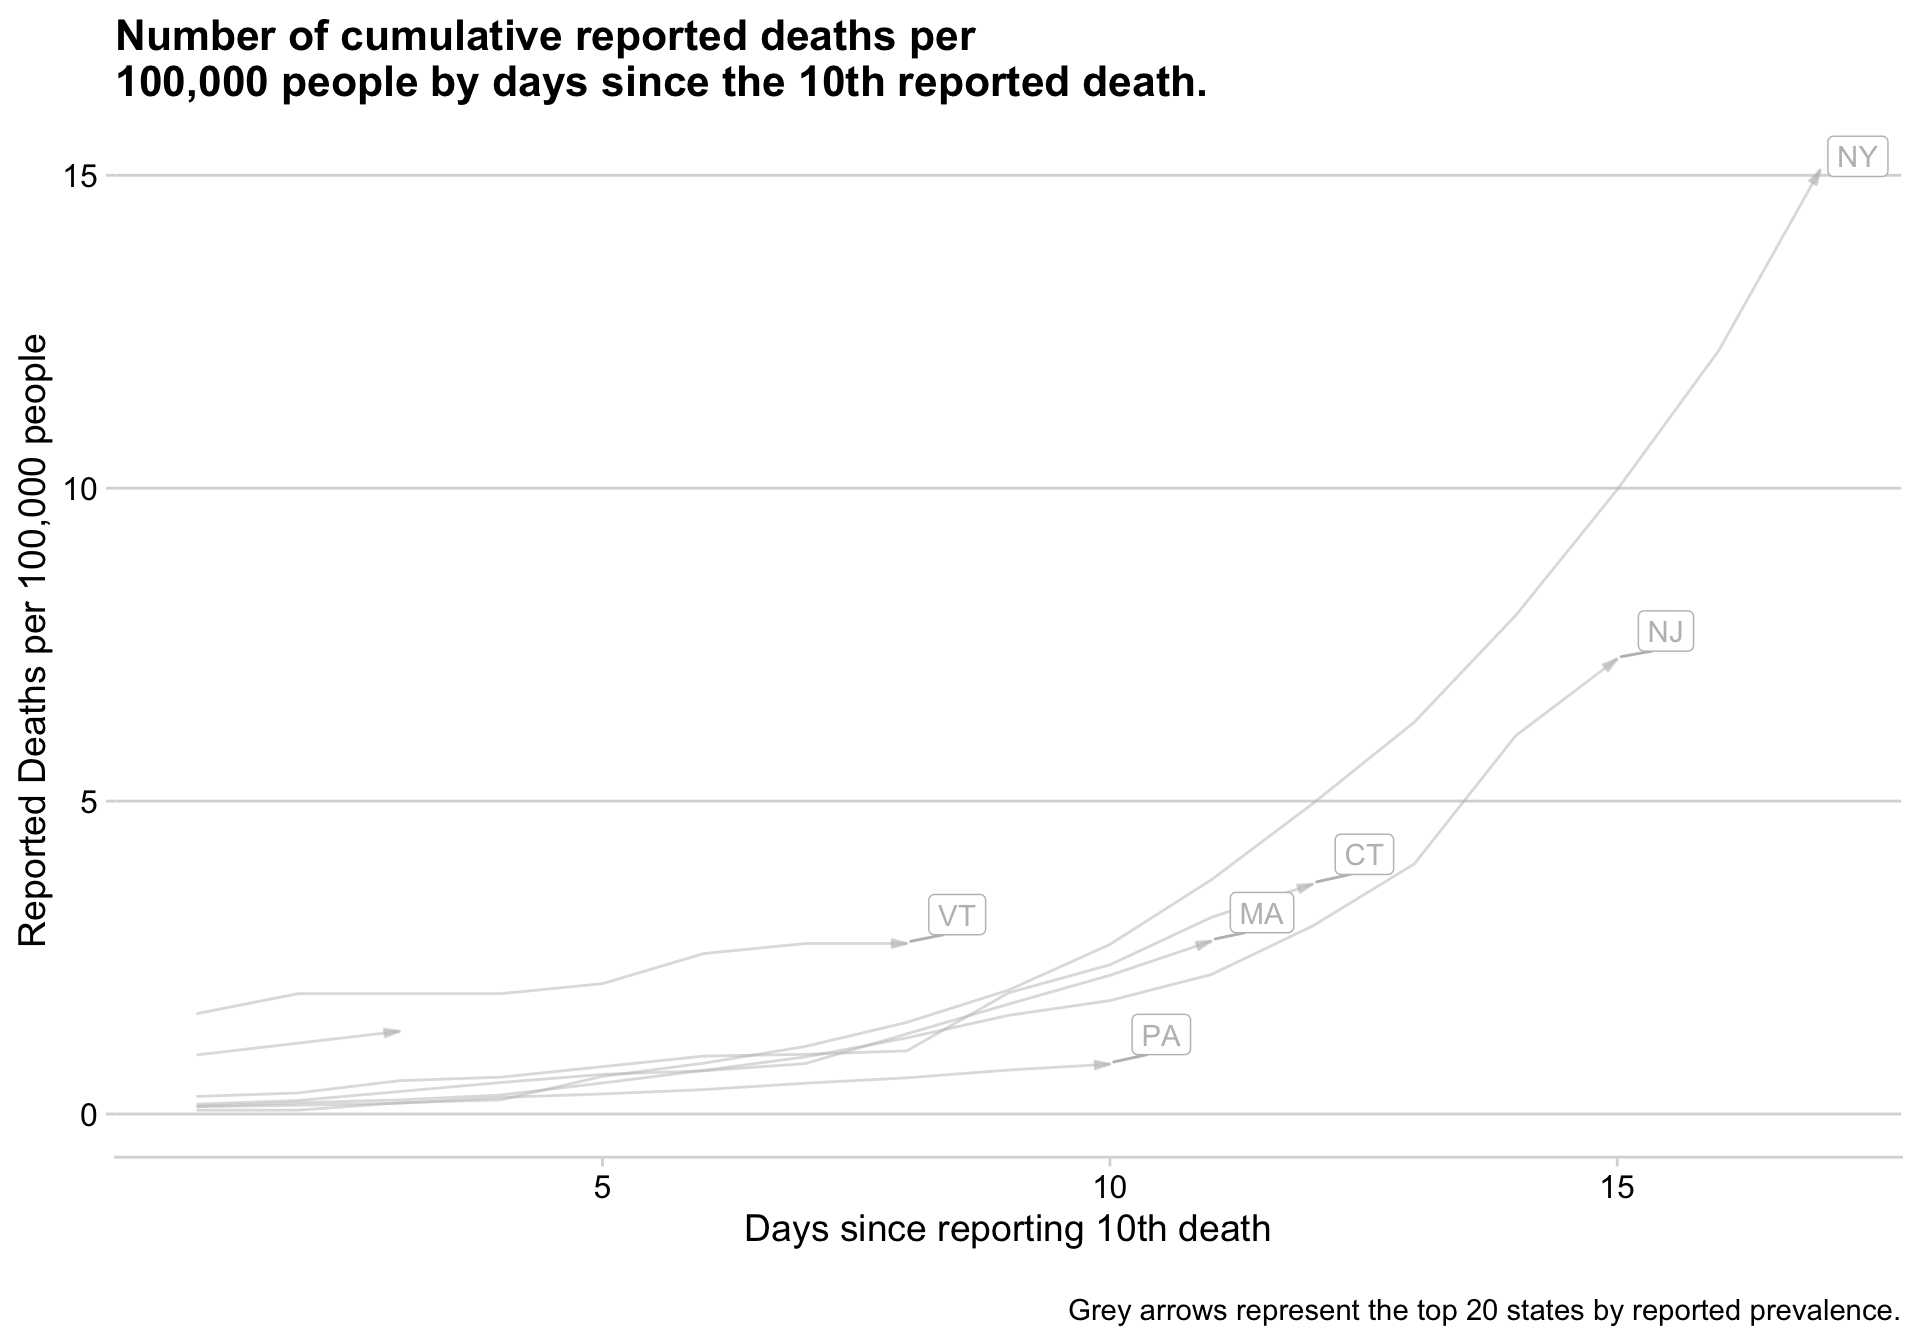 Number of cumulative reported deaths per
100,000 people by days since the 10th reported death.
Reported Deaths per 100,000 people
15
10
5
0
NY
NJ
CT
MA
VT
PA
5
10
15
Days since reporting 10th death
Grey arrows represent the top 20 states by reported prevalence.